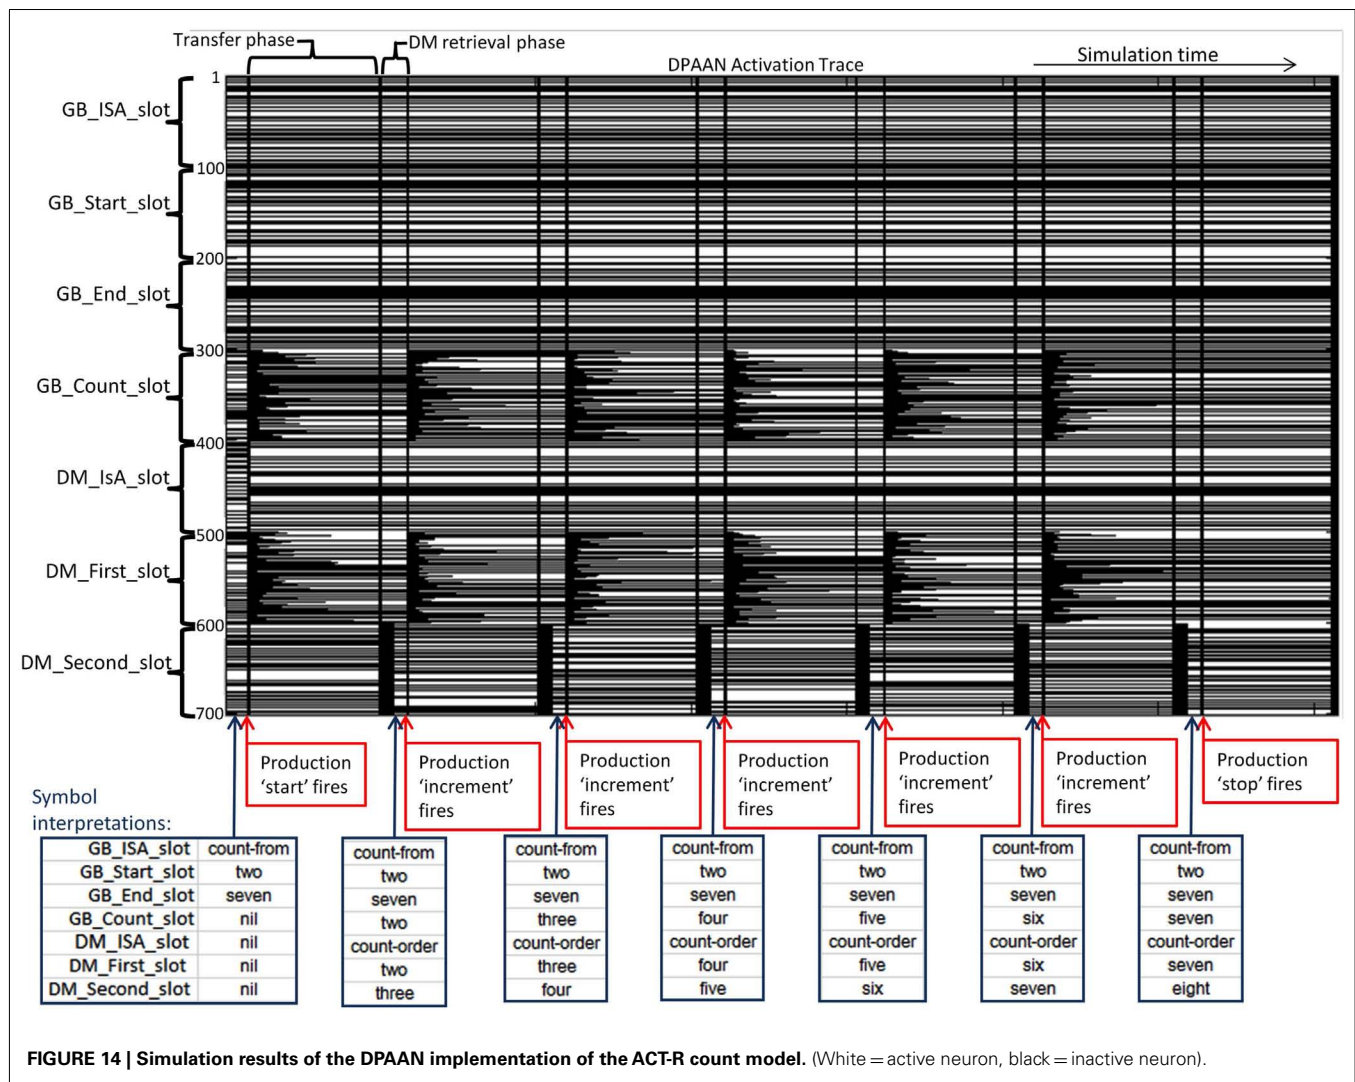 Transfer phase
DM retrieval phase
DPAAN Activation Trace
Simulation time
1
GB_ISA_slot
100
GB_Start_slot
200
GB_End_slot
300
GB_Count_slot
400
DM_IsA_slot
500
DM_First_slot
600
DM_Second_slot
700
Production
'start' fires
Production
'increment'
fires
Production
'increment'
fires
Production
'increment'
fires
Production
'increment'
fires
Production
'increment'
fires
Production
'stop' fires
Symbol
interpretations:
GB_ISA_slot count-from count-from count-from count-from count-from count-from count-from
GB_Start_slot two two two two two two two
GB_End_slot seven seven seven seven seven seven seven
GB_Count_slot nil two three four five six seven
DM_ISA_slot nil count-order count-order count-order count-order count-order count-order
DM_First_slot nil two three four five six seven
DM_Second_slot nil three four five six seven eight
FIGURE 14 | Simulation results of the DPAAN implementation of the ACT-R count model. (White = active neuron, black = inactive neuron).